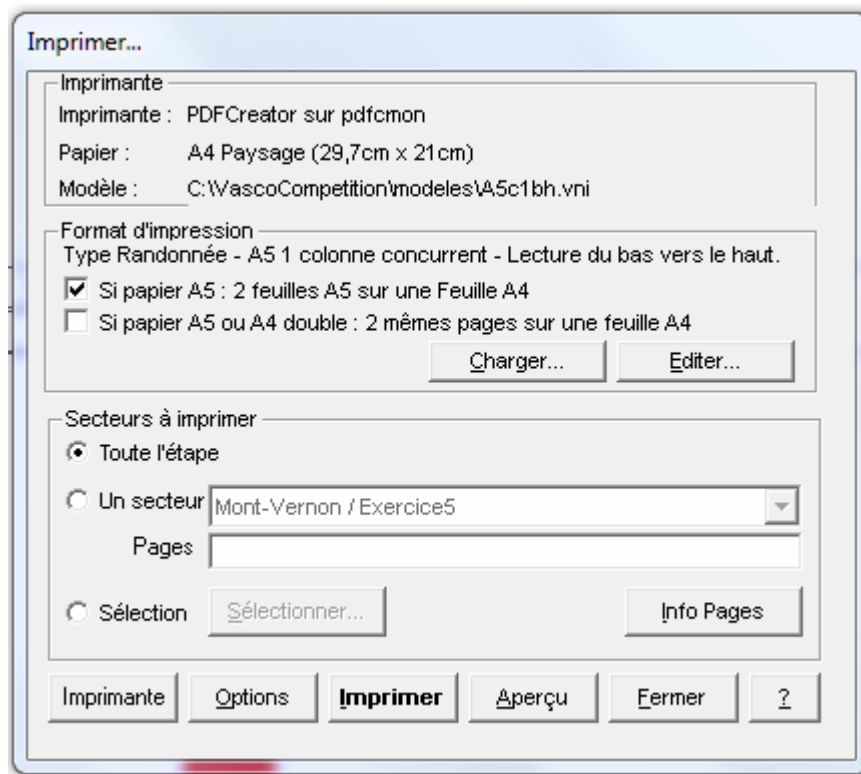 Imprimer...
Imprimante
Imprimante : PDFCreator sur pdfcmon
Papier : A4 Paysage (29,7cm x 21cm)
Modèle : C:\VascoCompetition\modeles\A5c1bh.vni
Format d'impression
Type Randonnée - A5 1 colonne concurrent - Lecture du bas vers le haut.
Si papier A5 : 2 feuilles A5 sur une Feuille A4
Si papier A5 ou A4 double : 2 mêmes pages sur une feuille A4
Charger... Editer...
Secteurs à imprimer
Toute l'étape
Un secteur Mont-Vernon / Exercice5
Pages
Sélection Sélectionner... Info Pages
Imprimante Options Imprimer Aperçu Fermer ?